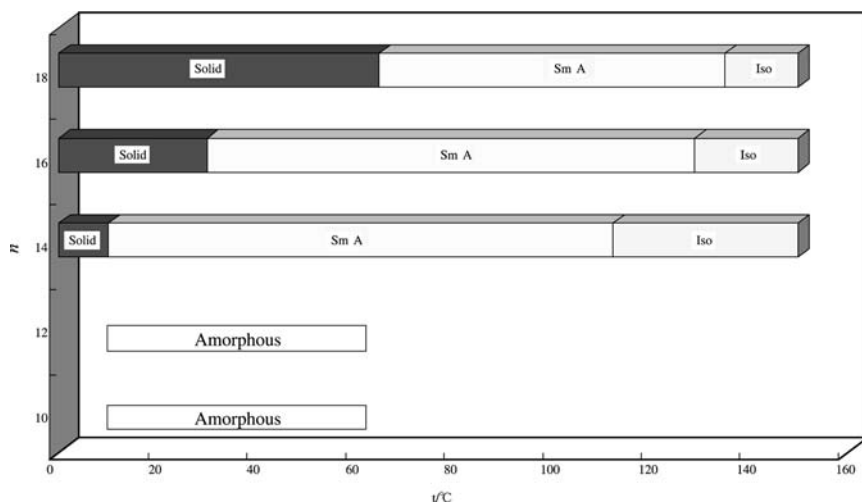 18
Solid
Sm A
Iso
16
Solid
Sm A
Iso
14
Solid
Sm A
Iso
n
12
Amorphous
10
Amorphous
0 20 40 60 80 100 120 140 160
t/°C